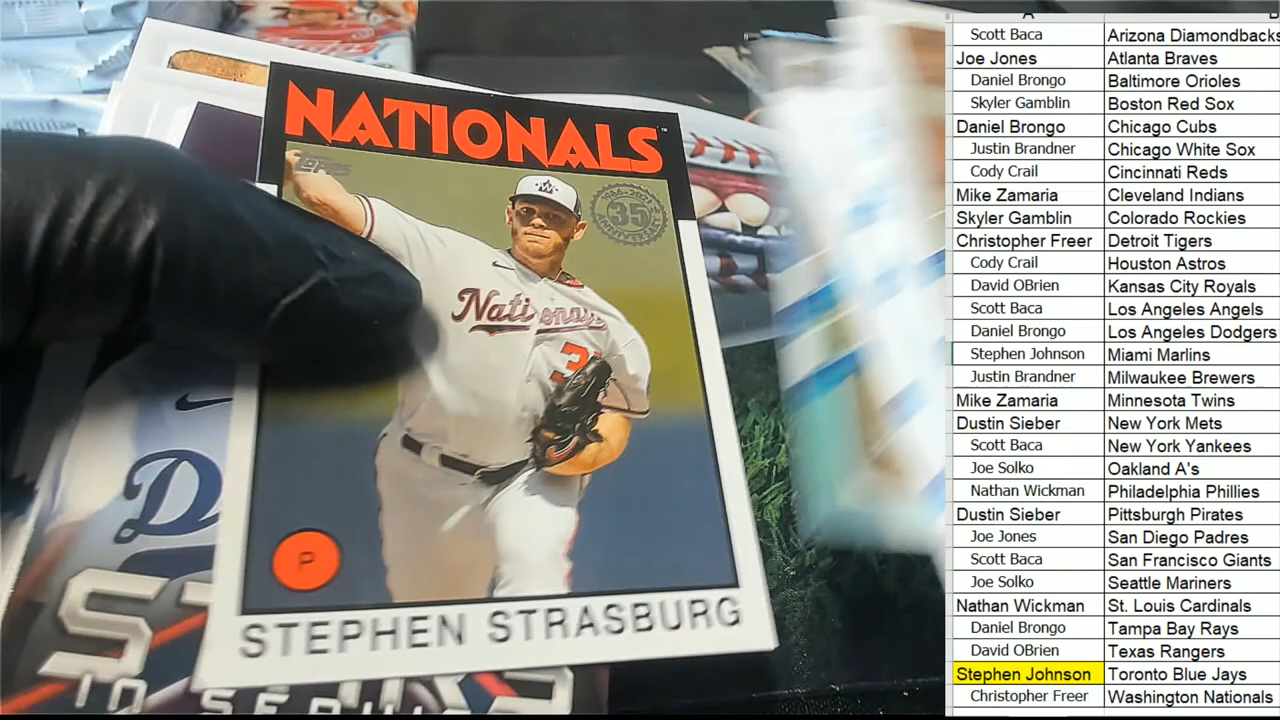 NATIONALS™
Topps
1986-2021
35
ANNIVERSARY
W
Nationals
3
P
STEPHEN STRASBURG
D
A
B
Scott Baca Arizona Diamondbacks
Joe Jones Atlanta Braves
Daniel Brongo Baltimore Orioles
Skyler Gamblin Boston Red Sox
Daniel Brongo Chicago Cubs
Justin Brandner Chicago White Sox
Cody Crail Cincinnati Reds
Mike Zamaria Cleveland Indians
Skyler Gamblin Colorado Rockies
Christopher Freer Detroit Tigers
Cody Crail Houston Astros
David OBrien Kansas City Royals
Scott Baca Los Angeles Angels
Daniel Brongo Los Angeles Dodgers
Stephen Johnson Miami Marlins
Justin Brandner Milwaukee Brewers
Mike Zamaria Minnesota Twins
Dustin Sieber New York Mets
Scott Baca New York Yankees
Joe Solko Oakland A's
Nathan Wickman Philadelphia Phillies
Dustin Sieber Pittsburgh Pirates
Joe Jones San Diego Padres
Scott Baca San Francisco Giants
Joe Solko Seattle Mariners
Nathan Wickman St. Louis Cardinals
Daniel Brongo Tampa Bay Rays
David OBrien Texas Rangers
Stephen Johnson Toronto Blue Jays
Christopher Freer Washington Nationals